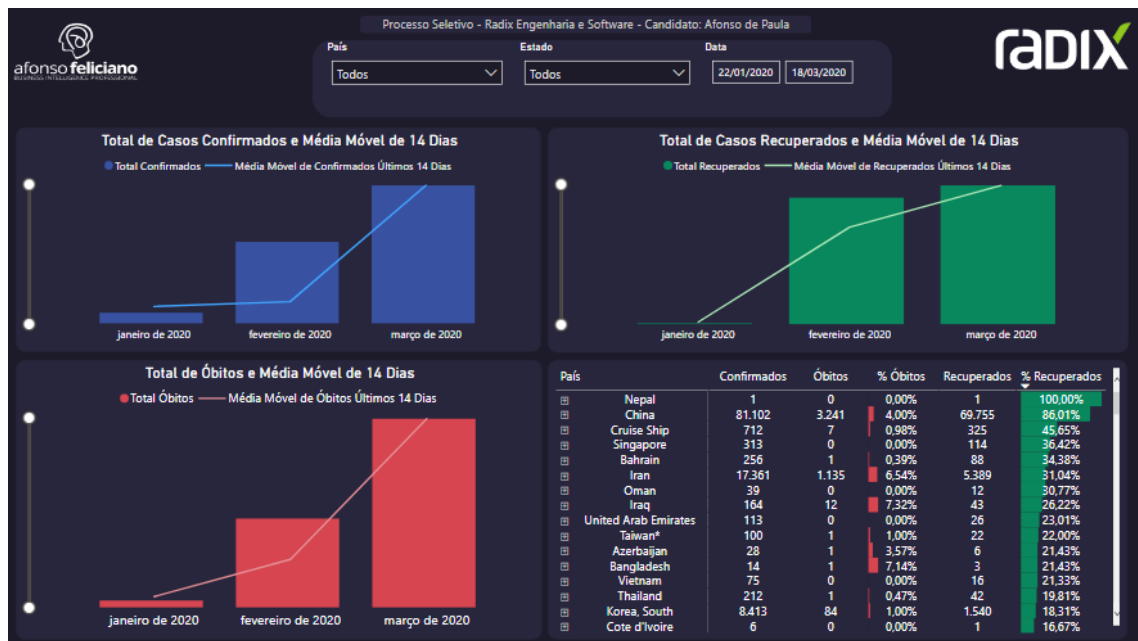 Processo Seletivo - Radix Engenharia e Software - Candidato: Afonso de Paula
afonso feliciano
BUSINESS INTELLIGENCE PROFESSIONAL
País Estado Data
Todos Todos 22/01/2020 18/03/2020
radix
Total de Casos Confirmados e Média Móvel de 14 Dias
Total Confirmados Média Móvel de Confirmados Últimos 14 Dias
janeiro de 2020 fevereiro de 2020 março de 2020
Total de Casos Recuperados e Média Móvel de 14 Dias
Total Recuperados Média Móvel de Recuperados Últimos 14 Dias
janeiro de 2020 fevereiro de 2020 março de 2020
Total de Óbitos e Média Móvel de 14 Dias
Total Óbitos Média Móvel de Óbitos Últimos 14 Dias
janeiro de 2020 fevereiro de 2020 março de 2020
País Confirmados Óbitos % Óbitos Recuperados % Recuperados
Nepal 1 0 0,00% 1 100,00%
China 81.102 3.241 4,00% 69.755 86,01%
Cruise Ship 712 7 0,98% 325 45,65%
Singapore 313 0 0,00% 114 36,42%
Bahrain 256 1 0,39% 88 34,38%
Iran 17.361 1.135 6,54% 5.389 31,04%
Oman 39 0 0,00% 12 30,77%
Iraq 164 12 7,32% 43 26,22%
United Arab Emirates 113 0 0,00% 26 23,01%
Taiwan* 100 1 1,00% 22 22,00%
Azerbaijan 28 1 3,57% 6 21,43%
Bangladesh 14 1 7,14% 3 21,43%
Vietnam 75 0 0,00% 16 21,33%
Thailand 212 1 0,47% 42 19,81%
Korea, South 8.413 84 1,00% 1.540 18,31%
Cote d'Ivoire 6 0 0,00% 1 16,67%